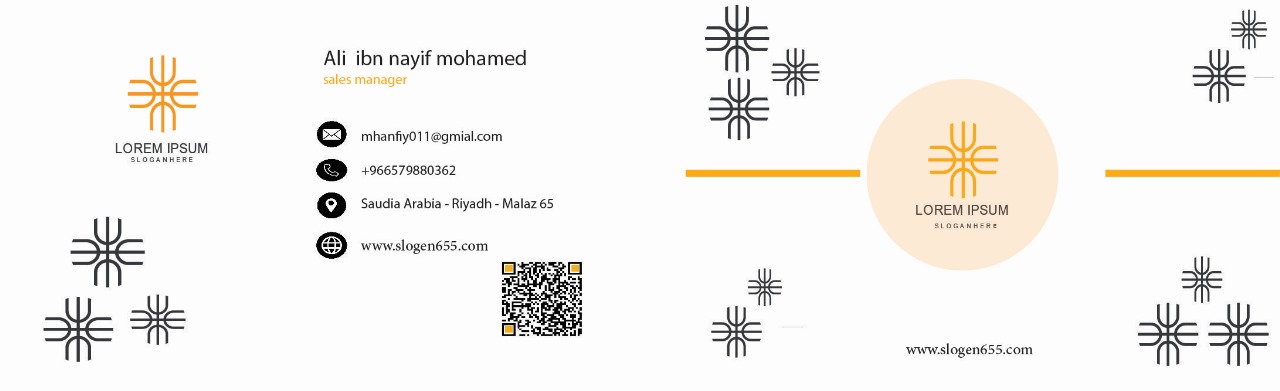 LOREM IPSUM
SLOGANHERE
Ali ibn nayif mohamed
sales manager
mhanfiy011@gmial.com
+966579880362
Saudia Arabia - Riyadh - Malaz 65
www.slogen655.com
LOREM IPSUM
SLOGANHERE
www.slogen655.com